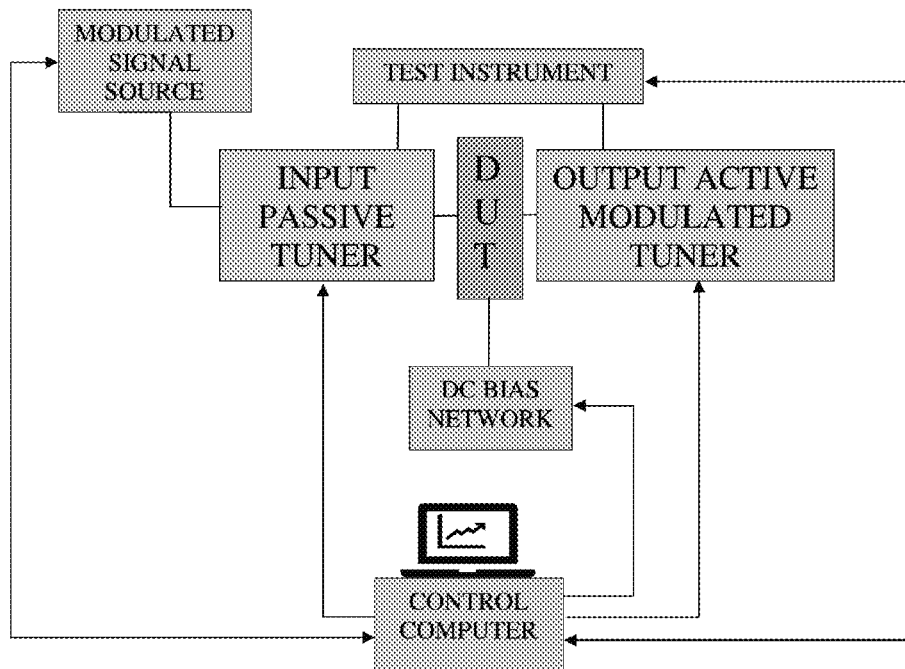 MODULATED
SIGNAL
SOURCE
TEST INSTRUMENT
INPUT
PASSIVE
TUNER
D
U
T
OUTPUT ACTIVE
MODULATED
TUNER
DC BIAS
NETWORK
CONTROL
COMPUTER